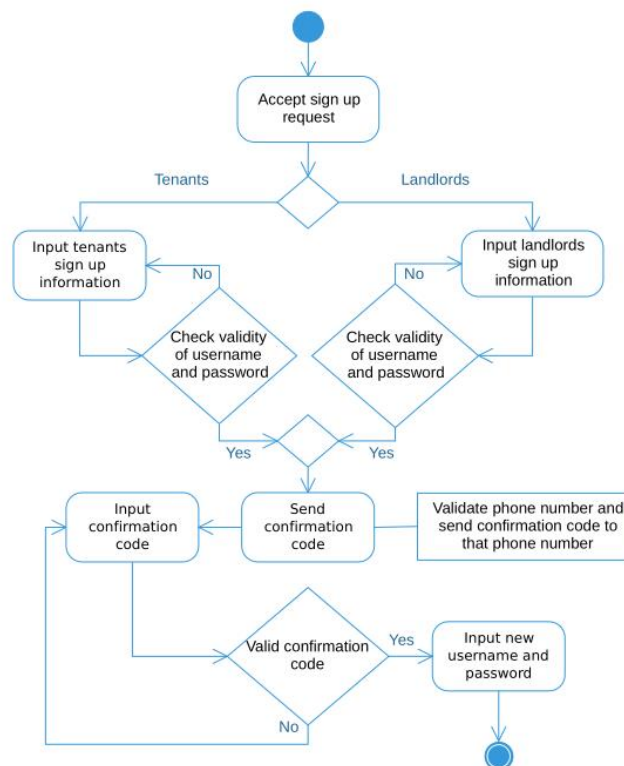 Accept sign up
request
Tenants
Landlords
Input tenants
sign up
information
Input landlords
sign up
information
No
No
Check validity
of username
and password
Check validity
of username
and password
Yes
Yes
Input
confirmation
code
Send
confirmation
code
Validate phone number and
send confirmation code to
that phone number
Valid confirmation
code
Yes
Input new
username and
password
No